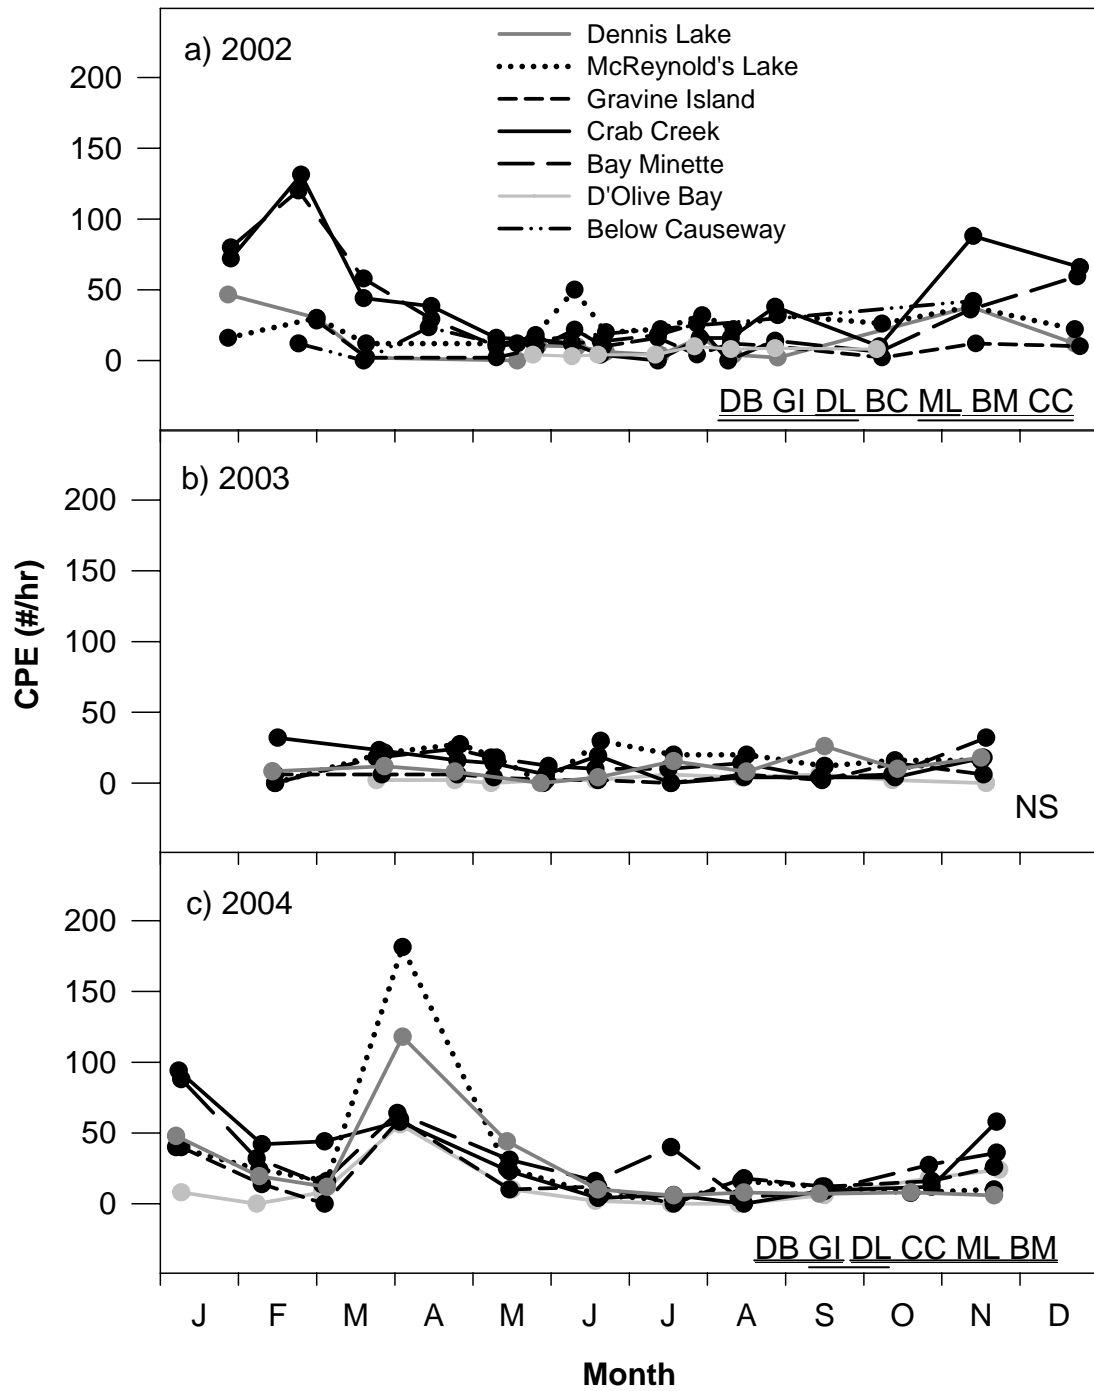 a) 2002
Dennis Lake
McReynold's Lake
Gravine Island
Crab Creek
Bay Minette
D'Olive Bay
Below Causeway
200
150
100
50
0
DB GI DL BC ML BM CC
b) 2003
200
150
100
50
0
NS
CPE (#/hr)
c) 2004
200
150
100
50
0
DB GI DL CC ML BM
J F M A M J J A S O N D
Month